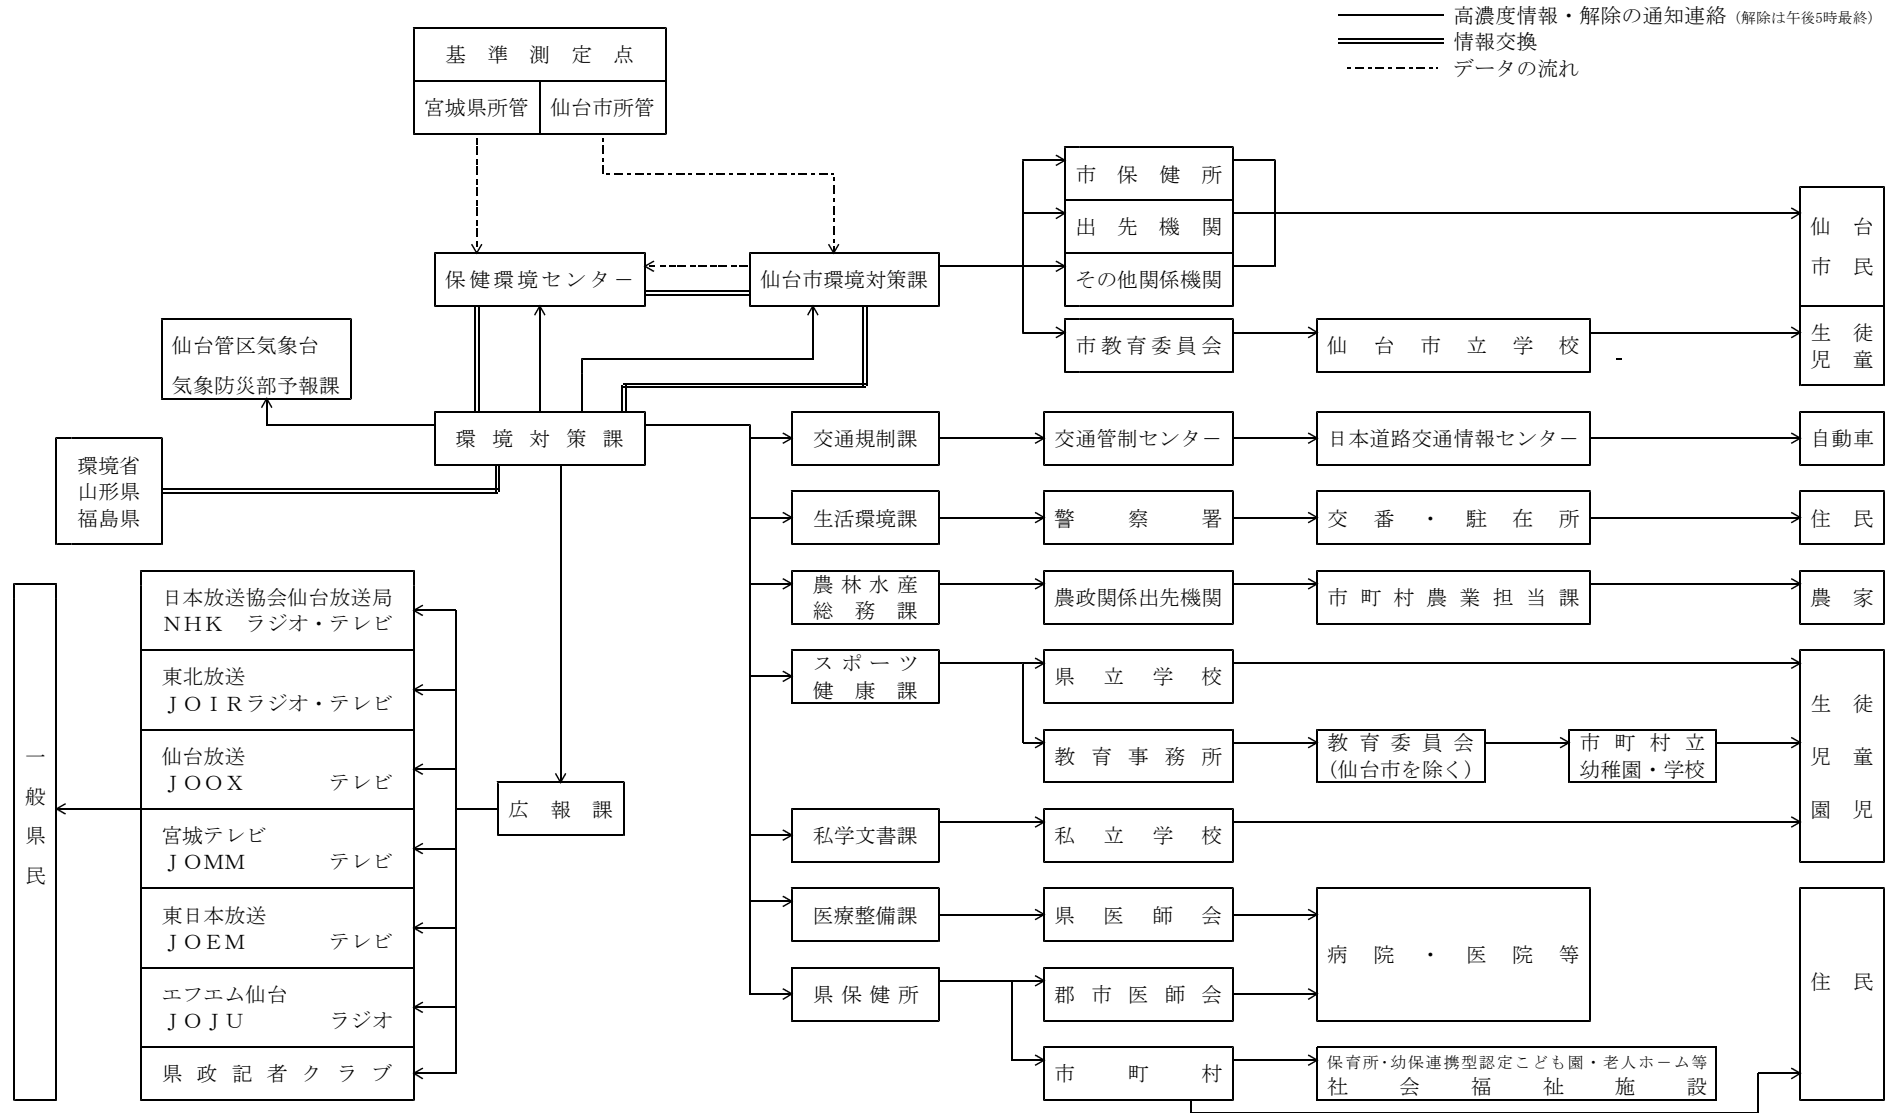 高濃度情報・解除の通知連絡（解除は午後5時最終）
情報交換
データの流れ
基準測定点
宮城県所管
仙台市所管
保健環境センター
仙台市環境対策課
市保健所
出先機関
その他関係機関
市教育委員会
仙台市立学校
仙台
市民
生徒
児童
仙台管区気象台
気象防災部予報課
環境対策課
環境省
山形県
福島県
交通規制課
交通管制センター
日本道路交通情報センター
自動車
生活環境課
警察署
交番・駐在所
住民
農林水産
総務課
農政関係出先機関
市町村農業担当課
農家
スポーツ
健康課
県立学校
教育事務所
教育委員会
（仙台市を除く）
市町村立
幼稚園・学校
生徒
児童
園児
私学文書課
私立学校
医療整備課
県医師会
病院・医院等
県保健所
郡市医師会
市町村
保育所・幼保連携型認定こども園・老人ホーム等
社会福祉施設
住民
広報課
日本放送協会仙台放送局
ＮＨＫ　ラジオ・テレビ
東北放送
ＪＯＩＲラジオ・テレビ
仙台放送
ＪＯＯＸ　テレビ
宮城テレビ
ＪＯＭＭ　テレビ
東日本放送
ＪＯＥＭ　テレビ
エフエム仙台
ＪＯＪＵ　ラジオ
県政記者クラブ
一般県民